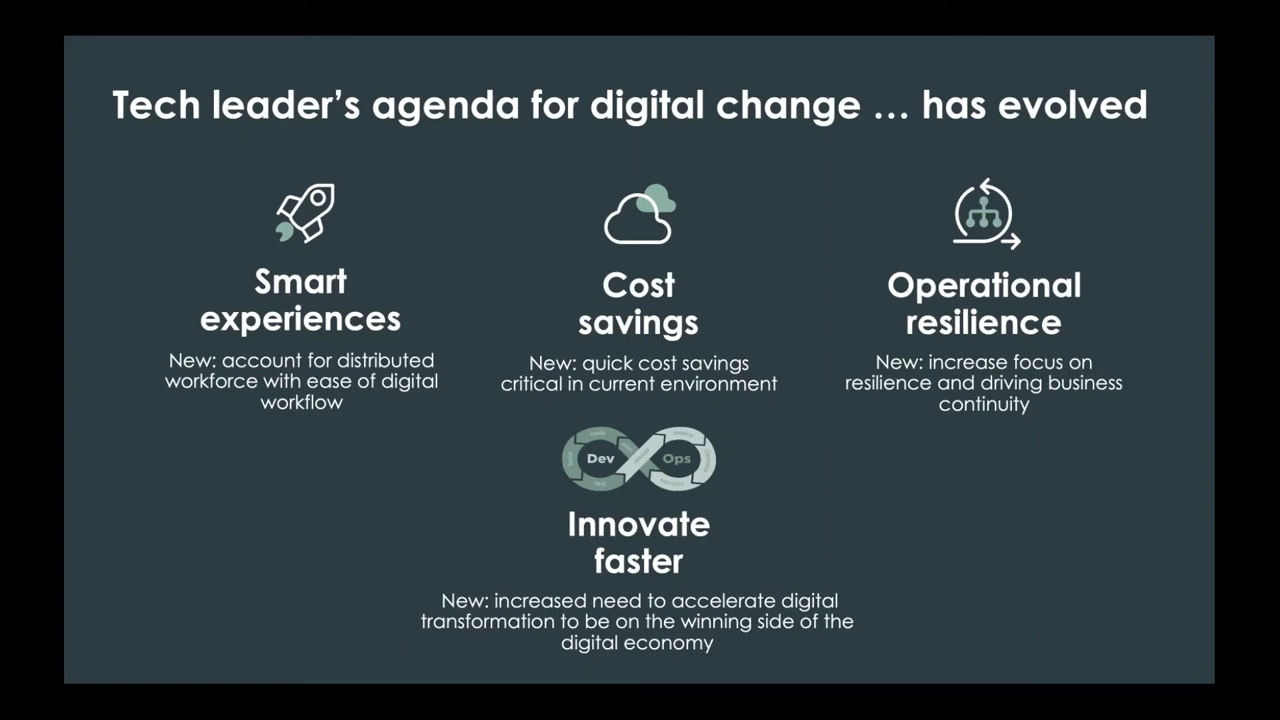 Tech leader’s agenda for digital change … has evolved
Smart
experiences
New: account for distributed
workforce with ease of digital
workflow
Cost
savings
New: quick cost savings
critical in current environment
Operational
resilience
New: increase focus on
resilience and driving business
continuity
Dev
Ops
Innovate
faster
New: increased need to accelerate digital
transformation to be on the winning side of the
digital economy